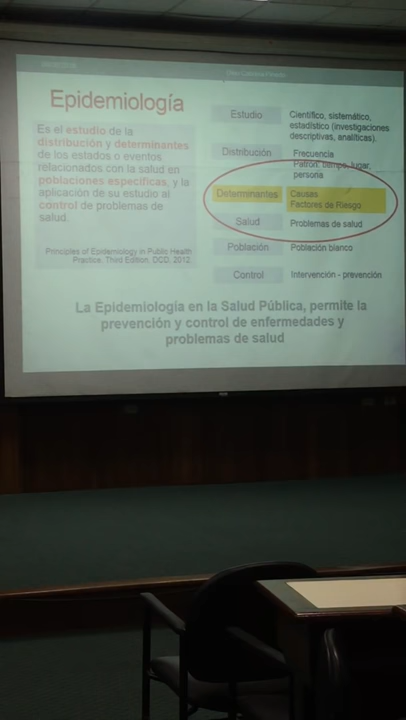 Epidemiología
Es el estudio de la
distribución y determinantes
de los estados o eventos
relacionados con la salud en
poblaciones específicas, y la
aplicación de su estudio al
control de problemas de
salud
Principles of Epidemiology in Public Health
Practice, Third Edition, DCD, 2012.
Estudio
Científico, sistemático,
estadístico (investigaciones
descriptivas, analíticas).
Distribución
Frecuencia
Patrón: tiempo, lugar,
persona
Determinantes
Causas
Factores de Riesgo
Salud
Problemas de salud
Población
Población blanco
Control
Intervención - prevención
La Epidemiología en la Salud Pública, permite la
prevención y control de enfermedades y
problemas de salud